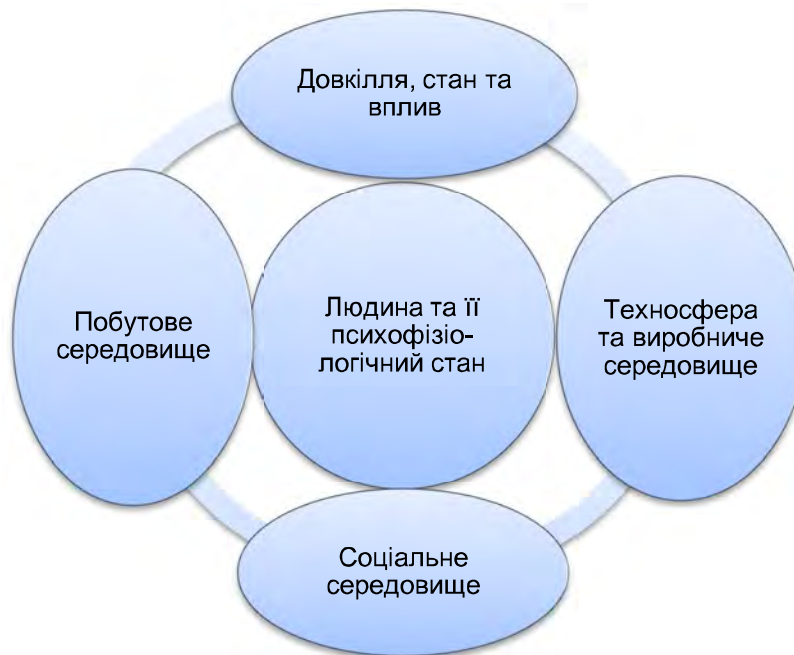 Довкілля, стан та
вплив
Побутове
середовище
Людина та її
психофізіо-
логічний стан
Техносфера
та виробниче
середовище
Соціальне
середовище